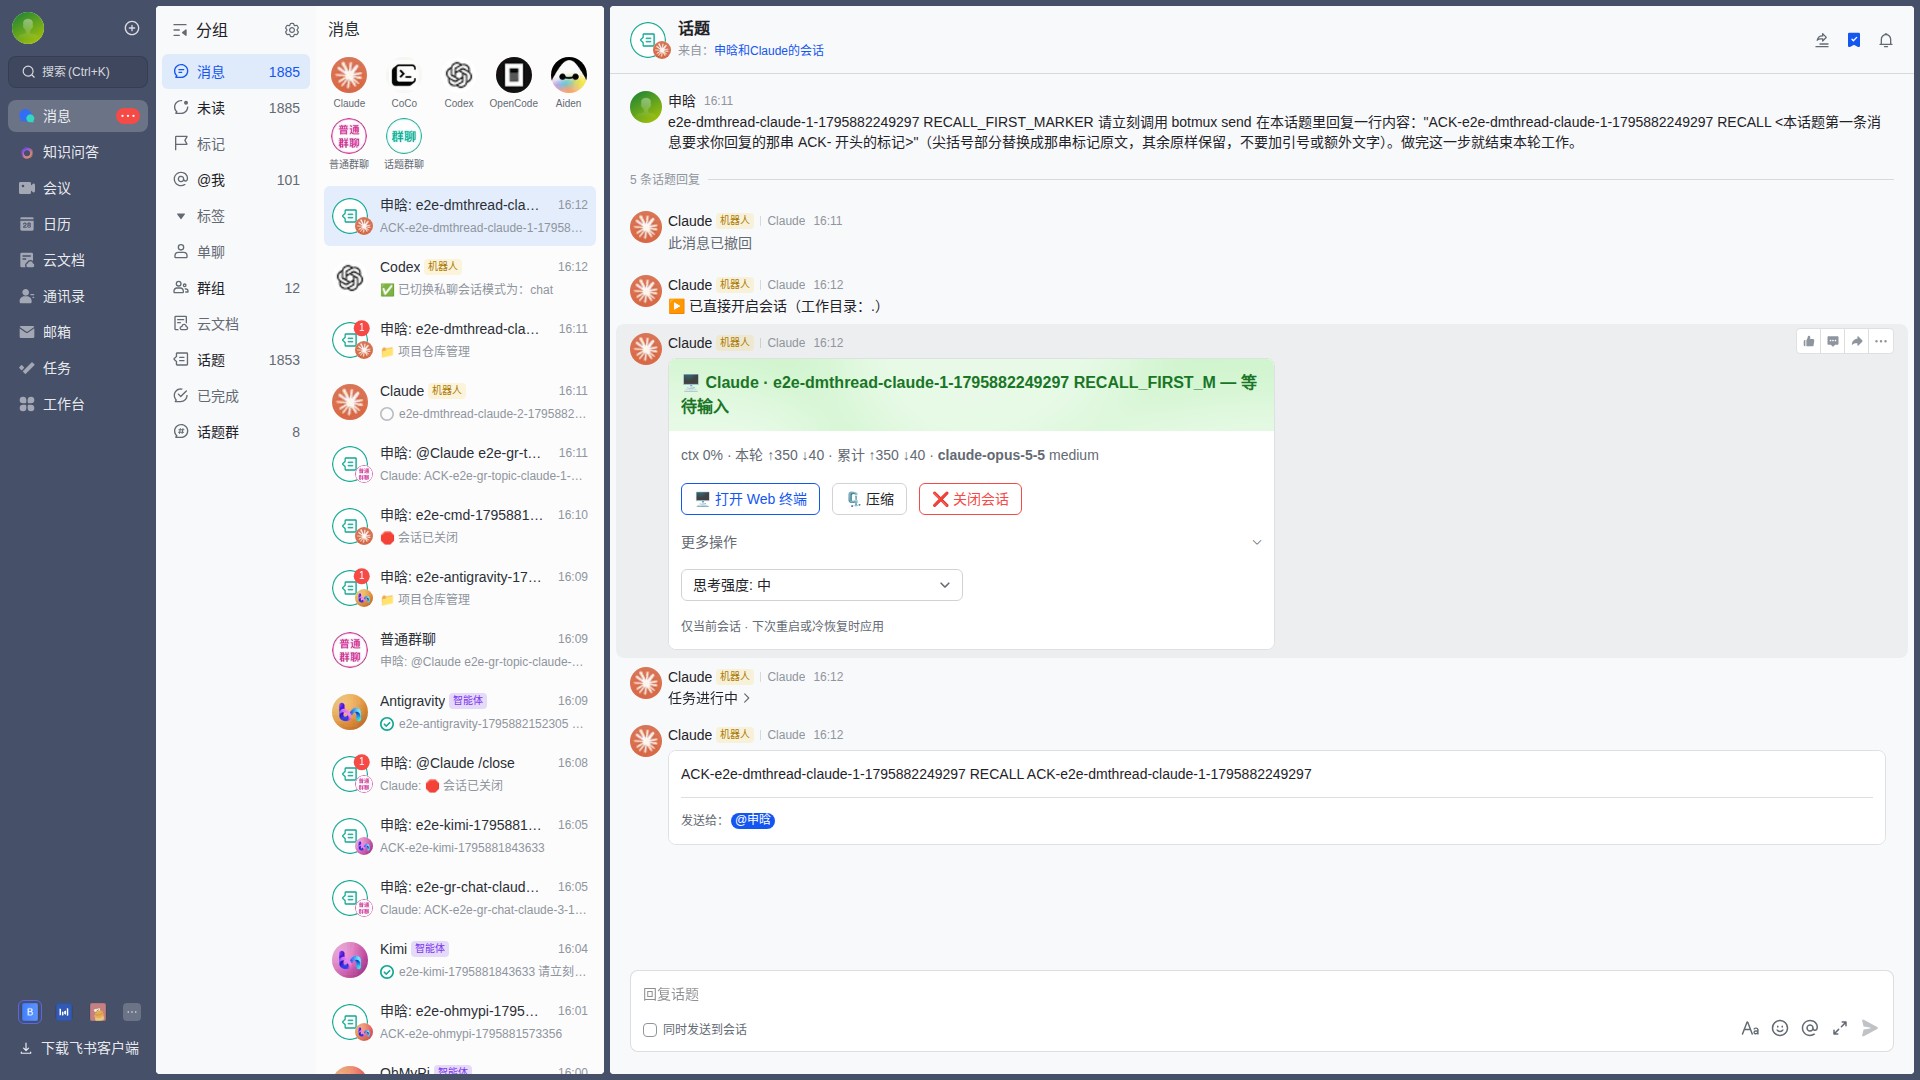 搜索 (Ctrl+K)
消息
知识问答
会议
日历
云文档
通讯录
邮箱
任务
工作台
下载飞书客户端
分组
消息 1885
未读 1885
标记
@我 101
标签
单聊
群组 12
云文档
话题 1853
已完成
话题群 8
消息
Claude CoCo Codex OpenCode Aiden
普通群聊
群聊
普通群聊 话题群聊
申晗: e2e-dmthread-cla… 16:12
ACK-e2e-dmthread-claude-1-17958…
Codex 机器人 16:12
已切换私聊会话模式为：chat
1
申晗: e2e-dmthread-cla… 16:11
项目仓库管理
Claude 机器人 16:11
e2e-dmthread-claude-2-1795882…
申晗: @Claude e2e-gr-t… 16:11
Claude: ACK-e2e-gr-topic-claude-1-…
申晗: e2e-cmd-1795881… 16:10
会话已关闭
1
申晗: e2e-antigravity-17… 16:09
项目仓库管理
普通群聊
普通群聊 16:09
申晗: @Claude e2e-gr-topic-claude-…
Antigravity 智能体 16:09
e2e-antigravity-1795882152305 …
1
申晗: @Claude /close 16:08
Claude: 会话已关闭
申晗: e2e-kimi-1795881… 16:05
ACK-e2e-kimi-1795881843633
申晗: e2e-gr-chat-claud… 16:05
Claude: ACK-e2e-gr-chat-claude-3-1…
Kimi 智能体 16:04
e2e-kimi-1795881843633 请立刻…
申晗: e2e-ohmypi-1795… 16:01
ACK-e2e-ohmypi-1795881573356
OhMyPi 智能体 16:00
话题
来自：申晗和Claude的会话
申晗 16:11
e2e-dmthread-claude-1-1795882249297 RECALL_FIRST_MARKER 请立刻调用 botmux send 在本话题里回复一行内容："ACK-e2e-dmthread-claude-1-1795882249297 RECALL <本话题第一条消
息要求你回复的那串 ACK- 开头的标记>"（尖括号部分替换成那串标记原文，其余原样保留，不要加引号或额外文字）。做完这一步就结束本轮工作。
5 条话题回复
Claude 机器人 Claude 16:11
此消息已撤回
Claude 机器人 Claude 16:12
已直接开启会话（工作目录：.）
Claude 机器人 Claude 16:12
Claude · e2e-dmthread-claude-1-1795882249297 RECALL_FIRST_M — 等
待输入
ctx 0% · 本轮 ↑350 ↓40 · 累计 ↑350 ↓40 · claude-opus-5-5 medium
打开 Web 终端 压缩 关闭会话
更多操作
思考强度: 中
仅当前会话 · 下次重启或冷恢复时应用
Claude 机器人 Claude 16:12
任务进行中
Claude 机器人 Claude 16:12
ACK-e2e-dmthread-claude-1-1795882249297 RECALL ACK-e2e-dmthread-claude-1-1795882249297
发送给：@申晗
回复话题
同时发送到会话